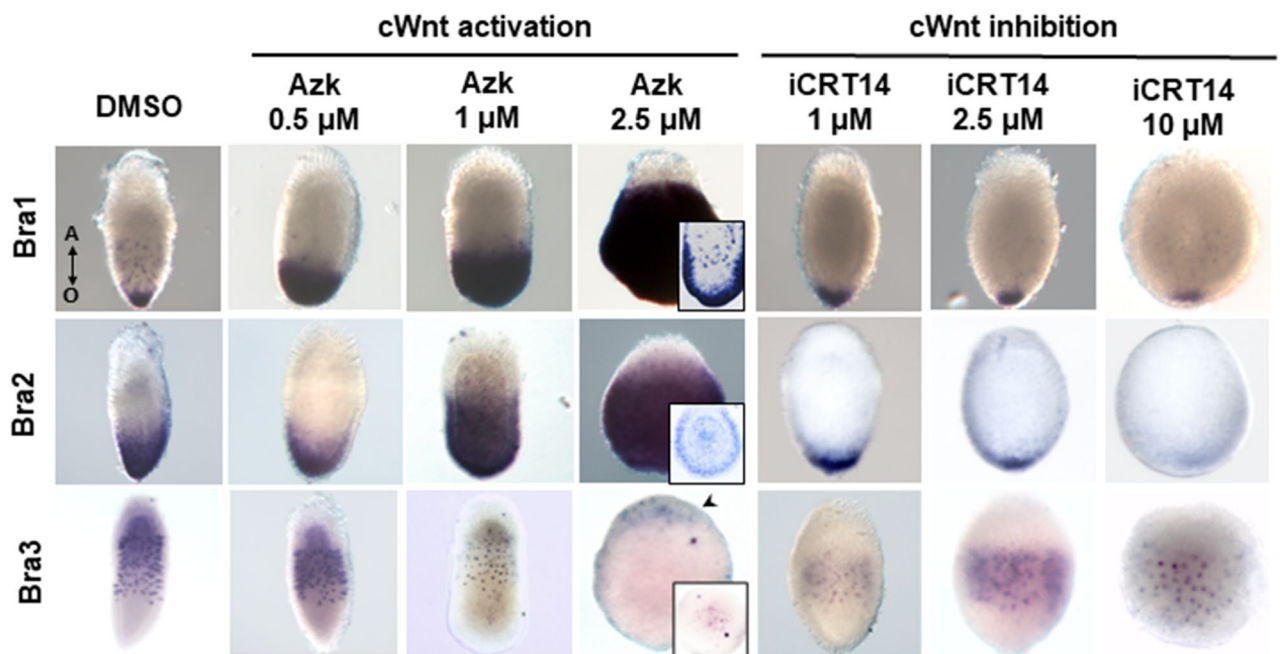 cWnt activation
cWnt inhibition
DMSO
Azk
0.5 µM
Azk
1 µM
Azk
2.5 µM
iCRT14
1 µM
iCRT14
2.5 µM
iCRT14
10 µM
Bra1
A
O
Bra2
Bra3